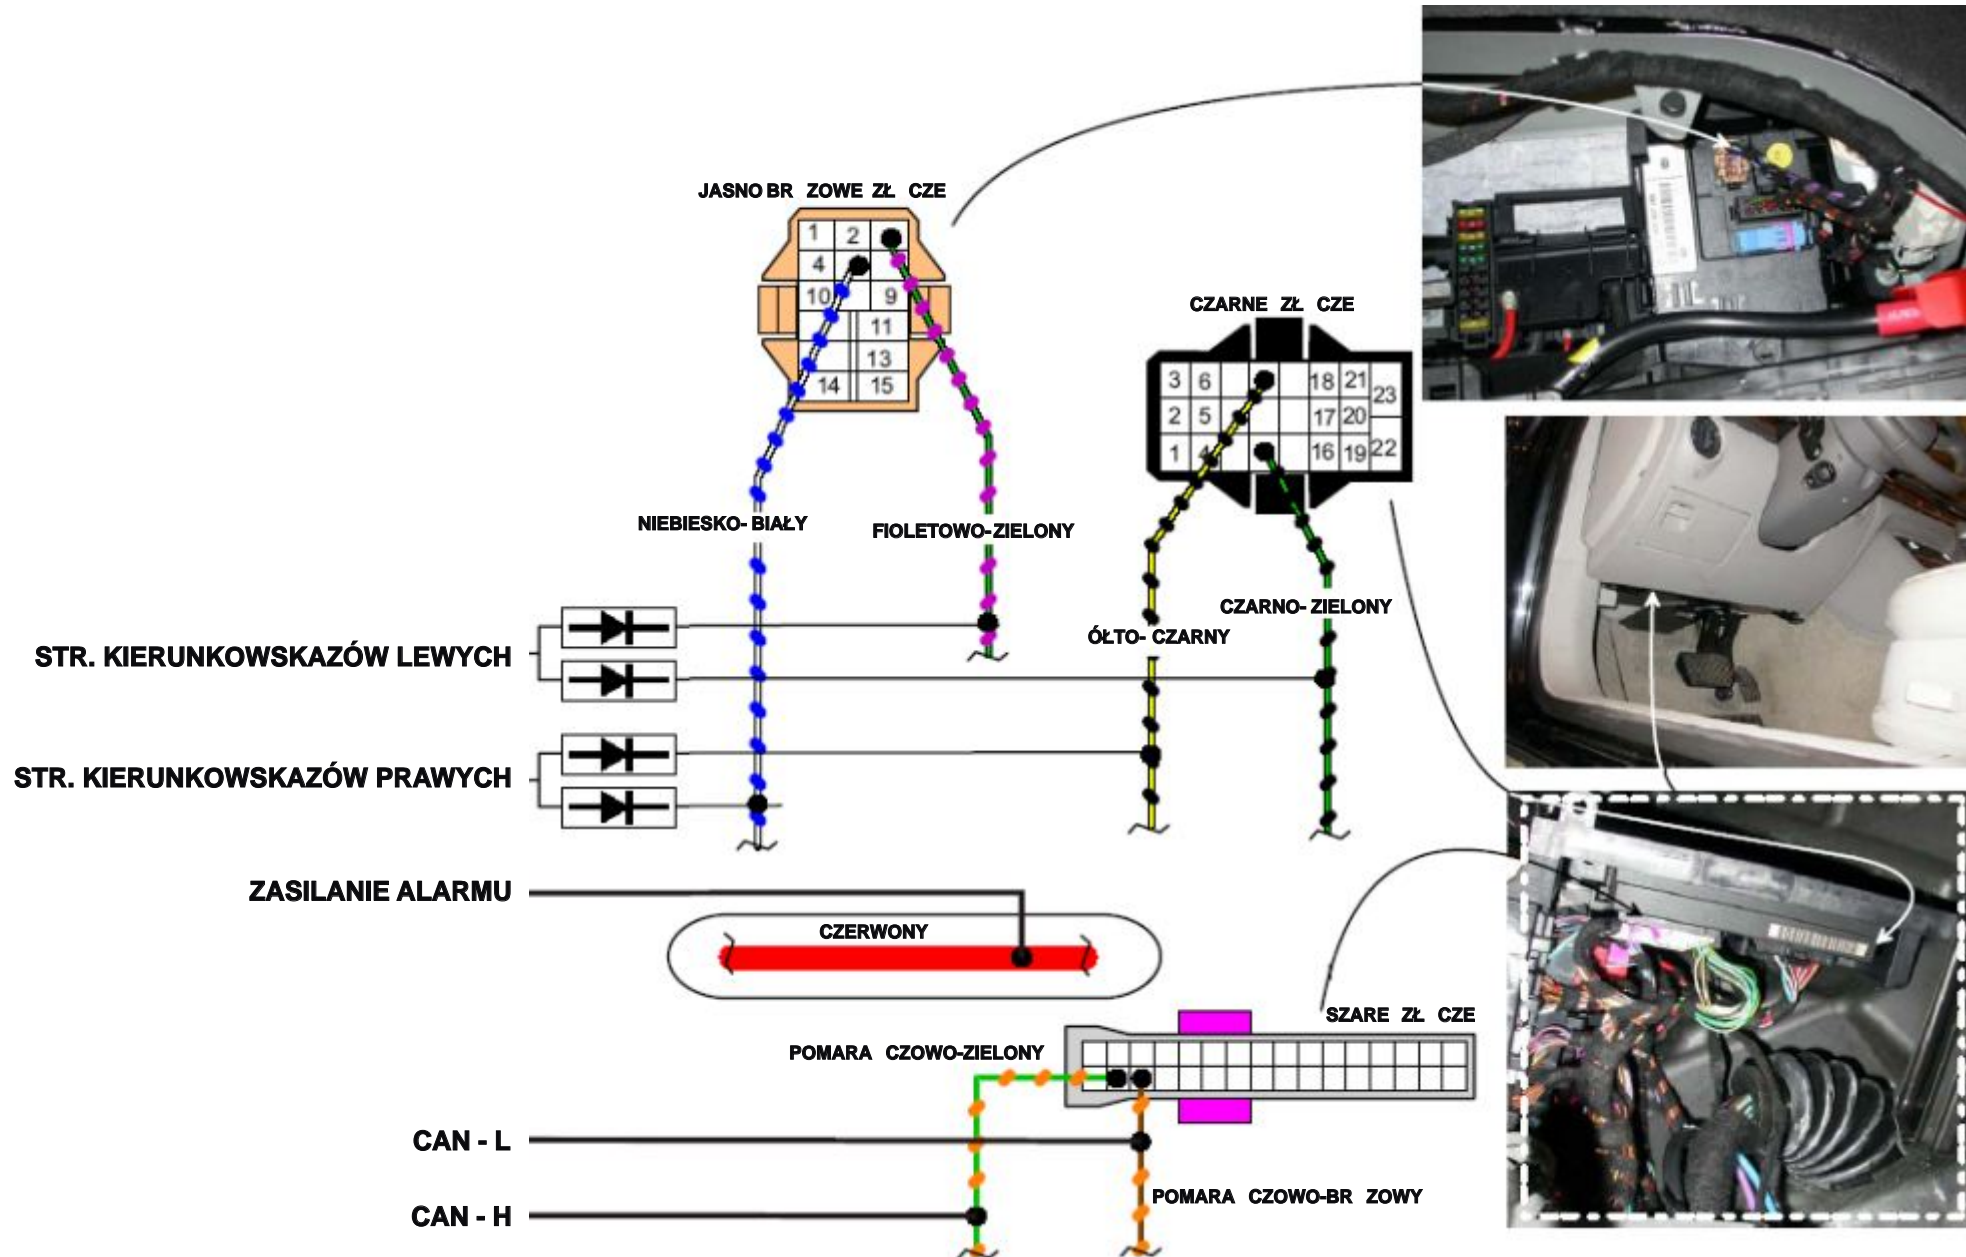 JASNO BR ZOWE ZŁ CZE
1 2
4
10 9
11
13
14 15
CZARNE ZŁ CZE
3 6 18 21 23
2 5 17 20
1 4 16 19 22
NIEBIESKO- BIAŁY
FIOLETOWO-ZIELONY
CZARNO- ZIELONY
ÓŁTO- CZARNY
STR. KIERUNKOWSKAZÓW LEWYCH
STR. KIERUNKOWSKAZÓW PRAWYCH
ZASILANIE ALARMU
CZERWONY
SZARE ZŁ CZE
POMARA CZOWO-ZIELONY
CAN - L
POMARA CZOWO-BR ZOWY
CAN - H